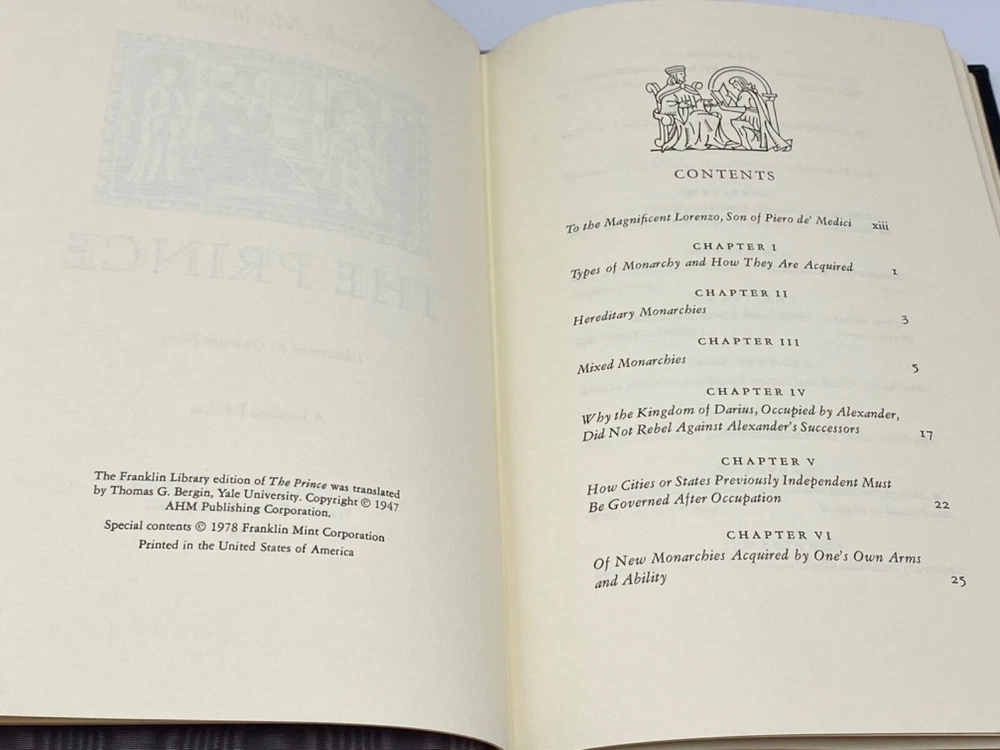 The Franklin Library edition of The Prince was translated
by Thomas G. Bergin, Yale University. Copyright © 1947
AHM Publishing Corporation.
Special contents © 1978 Franklin Mint Corporation
Printed in the United States of America
CONTENTS
To the Magnificent Lorenzo, Son of Piero de' Medici xiii
CHAPTER I
Types of Monarchy and How They Are Acquired 1
CHAPTER II
Hereditary Monarchies 3
CHAPTER III
Mixed Monarchies 5
CHAPTER IV
Why the Kingdom of Darius, Occupied by Alexander,
Did Not Rebel Against Alexander's Successors 17
CHAPTER V
How Cities or States Previously Independent Must
Be Governed After Occupation 22
CHAPTER VI
Of New Monarchies Acquired by One's Own Arms
and Ability 25